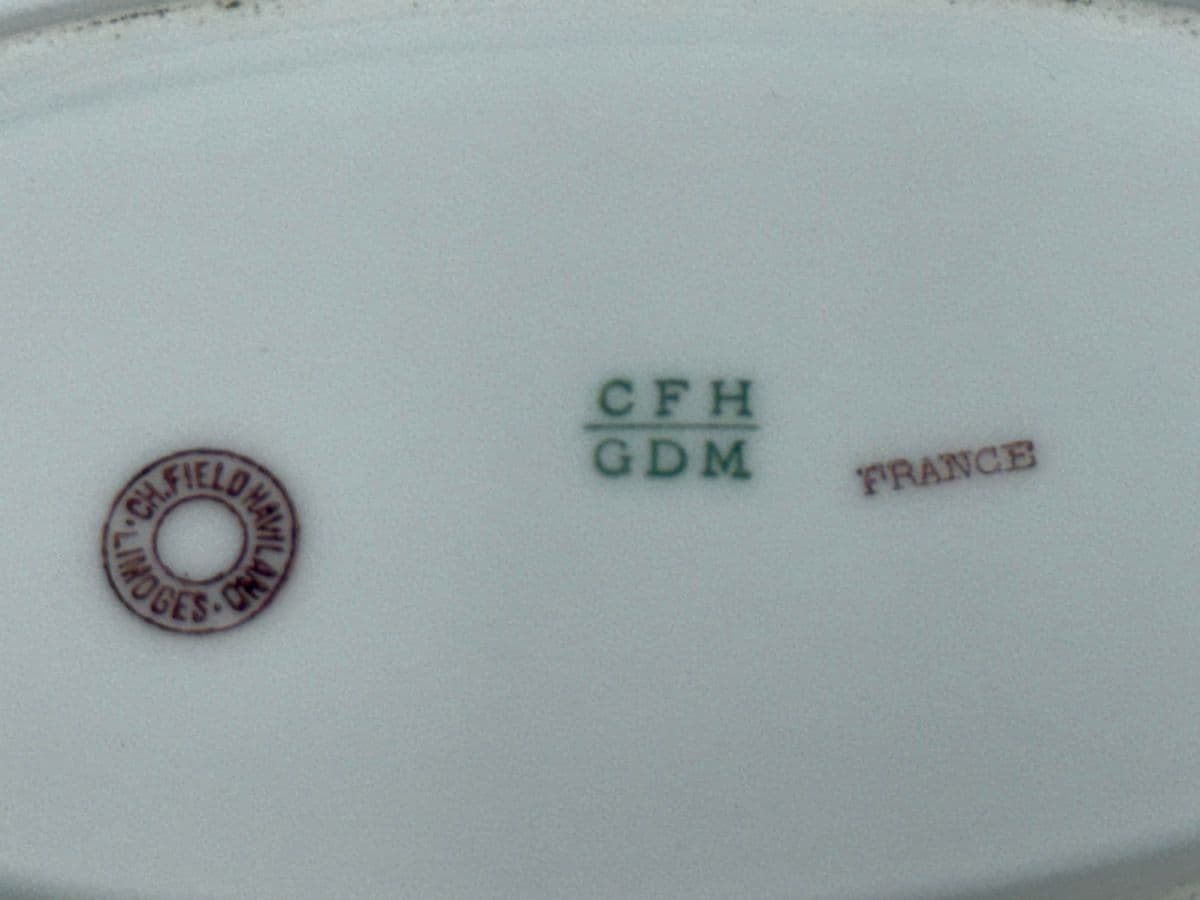 CH.FIELD HAVILAND
LIMOGES
CFH
GDM
FRANCE